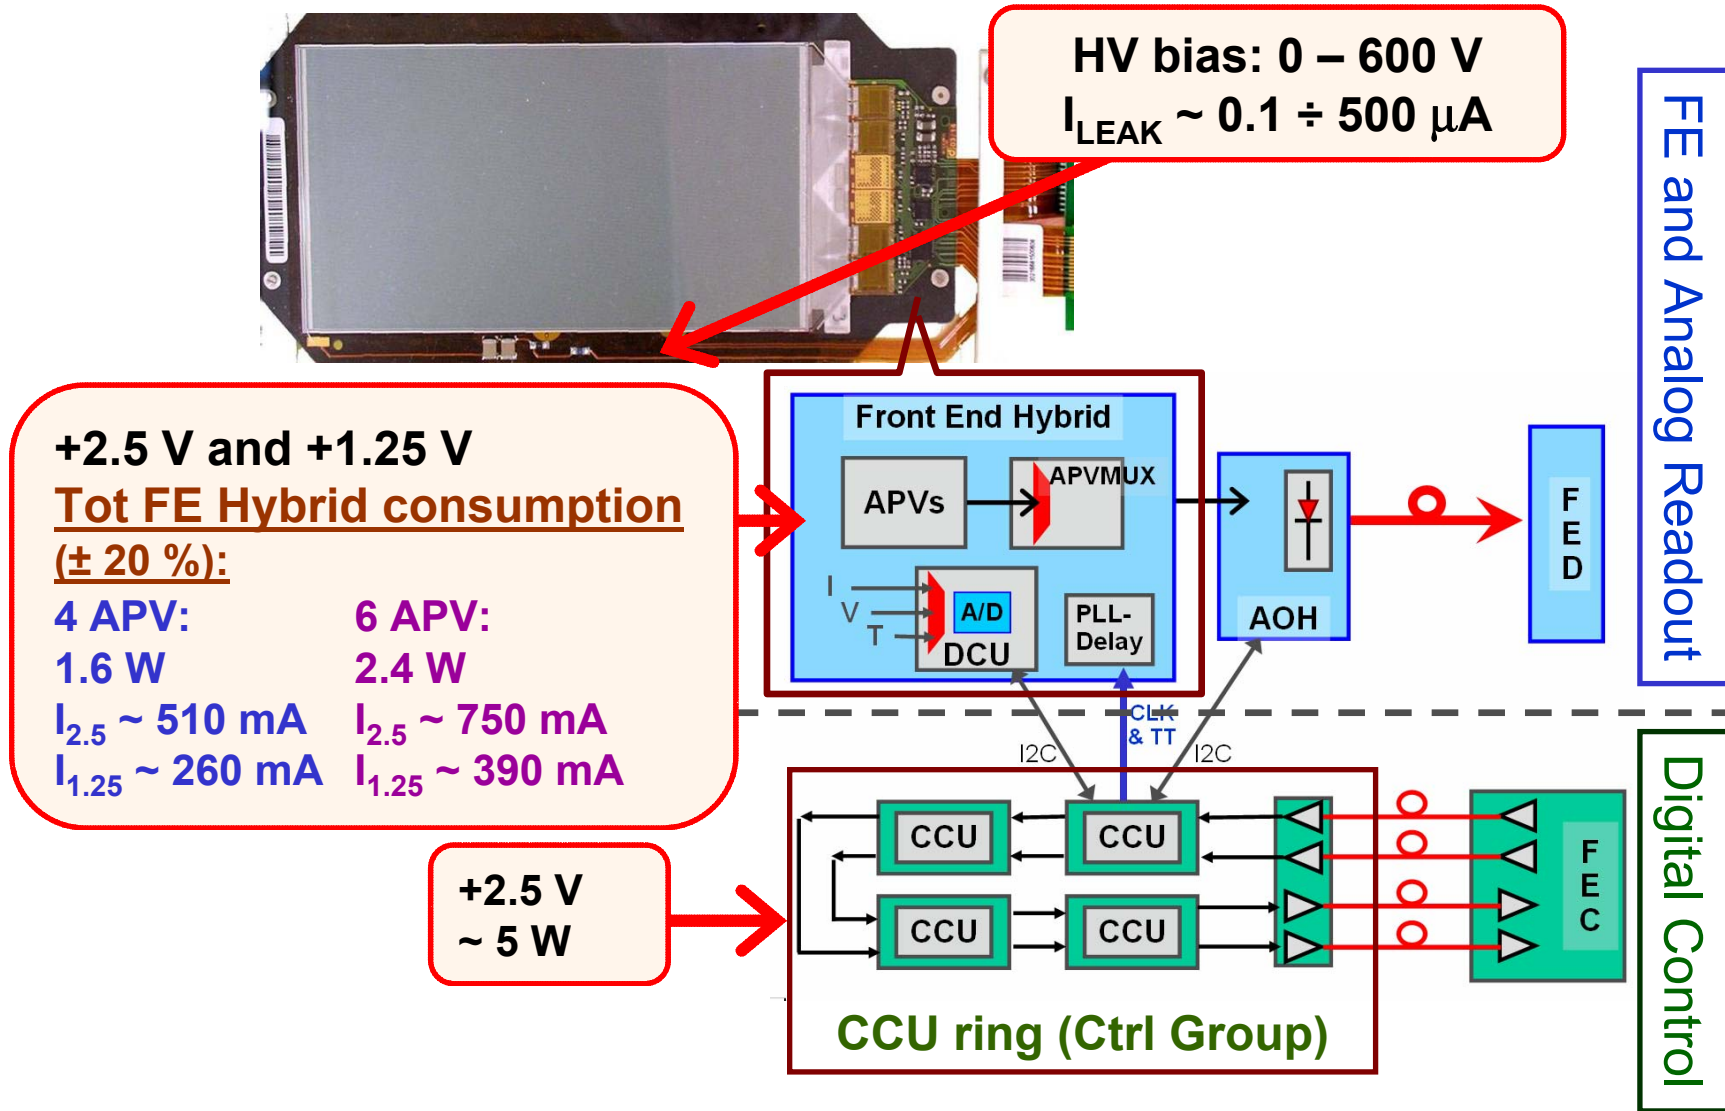 HV bias: 0 – 600 V
I_LEAK ~ 0.1 ÷ 500 μA
FE and Analog Readout
+2.5 V and +1.25 V
Tot FE Hybrid consumption
(± 20 %):
4 APV: 6 APV:
1.6 W 2.4 W
I2.5 ~ 510 mA I2.5 ~ 750 mA
I1.25 ~ 260 mA I1.25 ~ 390 mA
Front End Hybrid
APVs
APVMUX
I
V
T
A/D
DCU
PLL-
Delay
AOH
F
E
D
CLK
& TT
I2C
I2C
+2.5 V
~ 5 W
CCU
CCU
CCU
CCU
F
E
C
CCU ring (Ctrl Group)
Digital Control